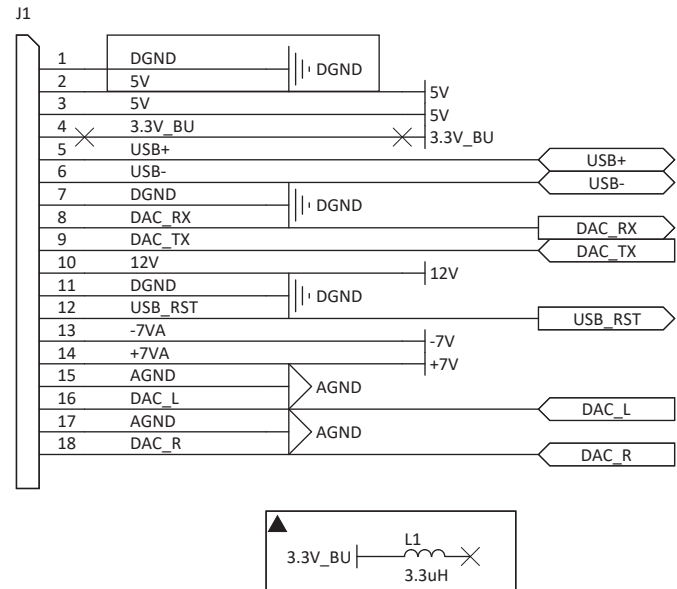 J1
1 DGND DGND
2 5V 5V
3 5V 5V
4 3.3V_BU 3.3V_BU
5 USB+ USB+
6 USB- USB-
7 DGND DGND
8 DAC_RX DAC_RX
9 DAC_TX DAC_TX
10 12V 12V
11 DGND DGND
12 USB_RST USB_RST
13 -7VA -7V
14 +7VA +7V
15 AGND AGND
16 DAC_L DAC_L
17 AGND AGND
18 DAC_R DAC_R
L1
3.3V_BU
3.3uH